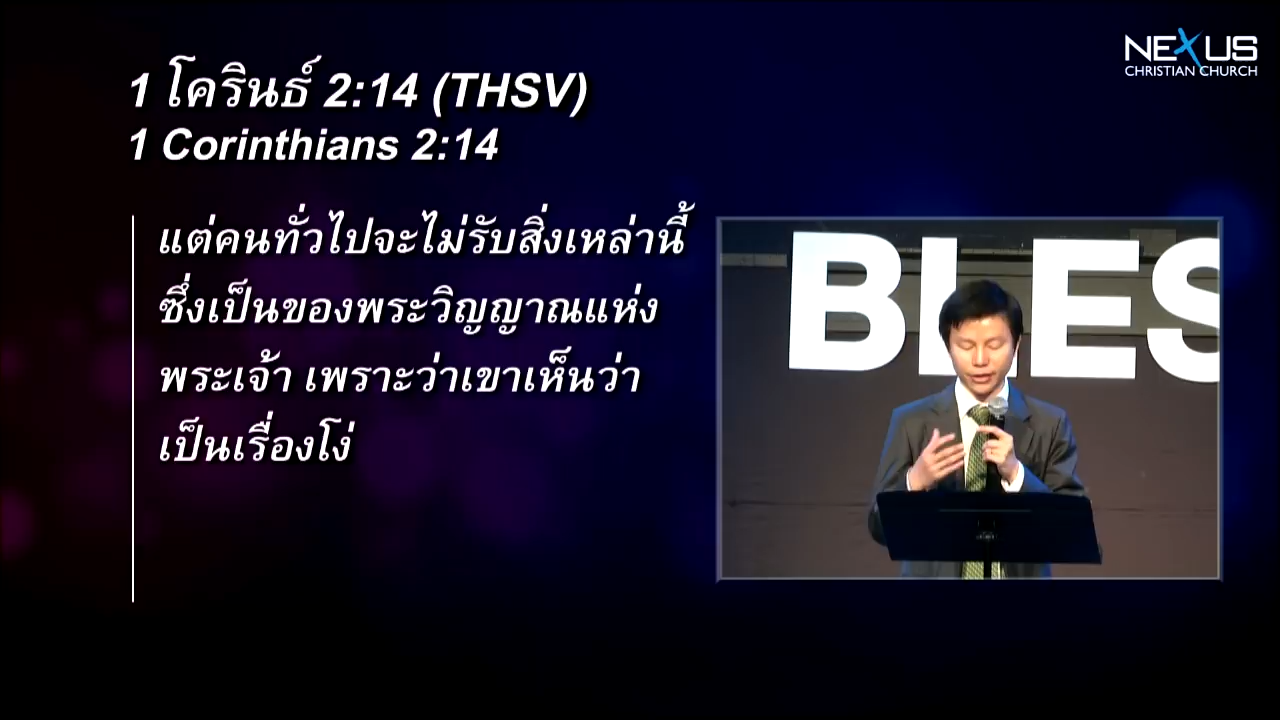 NEXUS
CHRISTIAN CHURCH
1 โครินธ์ 2:14 (THSV)
1 Corinthians 2:14
แต่คนทั่วไปจะไม่รับสิ่งเหล่านี้
ซึ่งเป็นของพระวิญญาณแห่ง
พระเจ้า เพราะว่าเขาเห็นว่า
เป็นเรื่องโง่
BLES